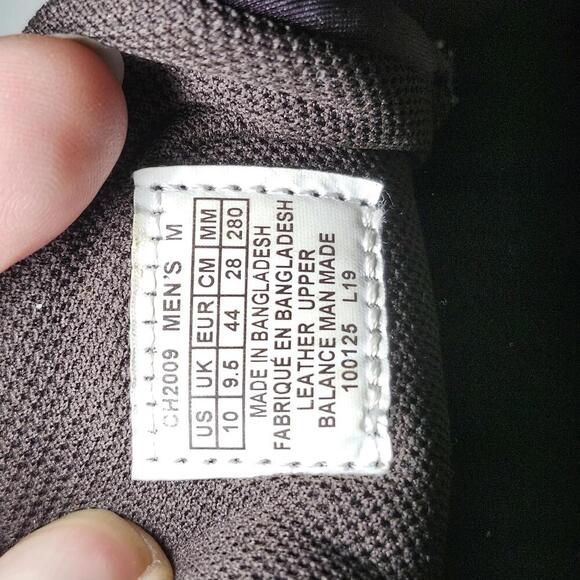 CH2009 MEN'S M
US UK EUR CM MM
10 9.5 44 28 280
MADE IN BANGLADESH
FABRIQUÉ EN BANGLADESH
LEATHER UPPER
BALANCE MAN MADE
100125 L19